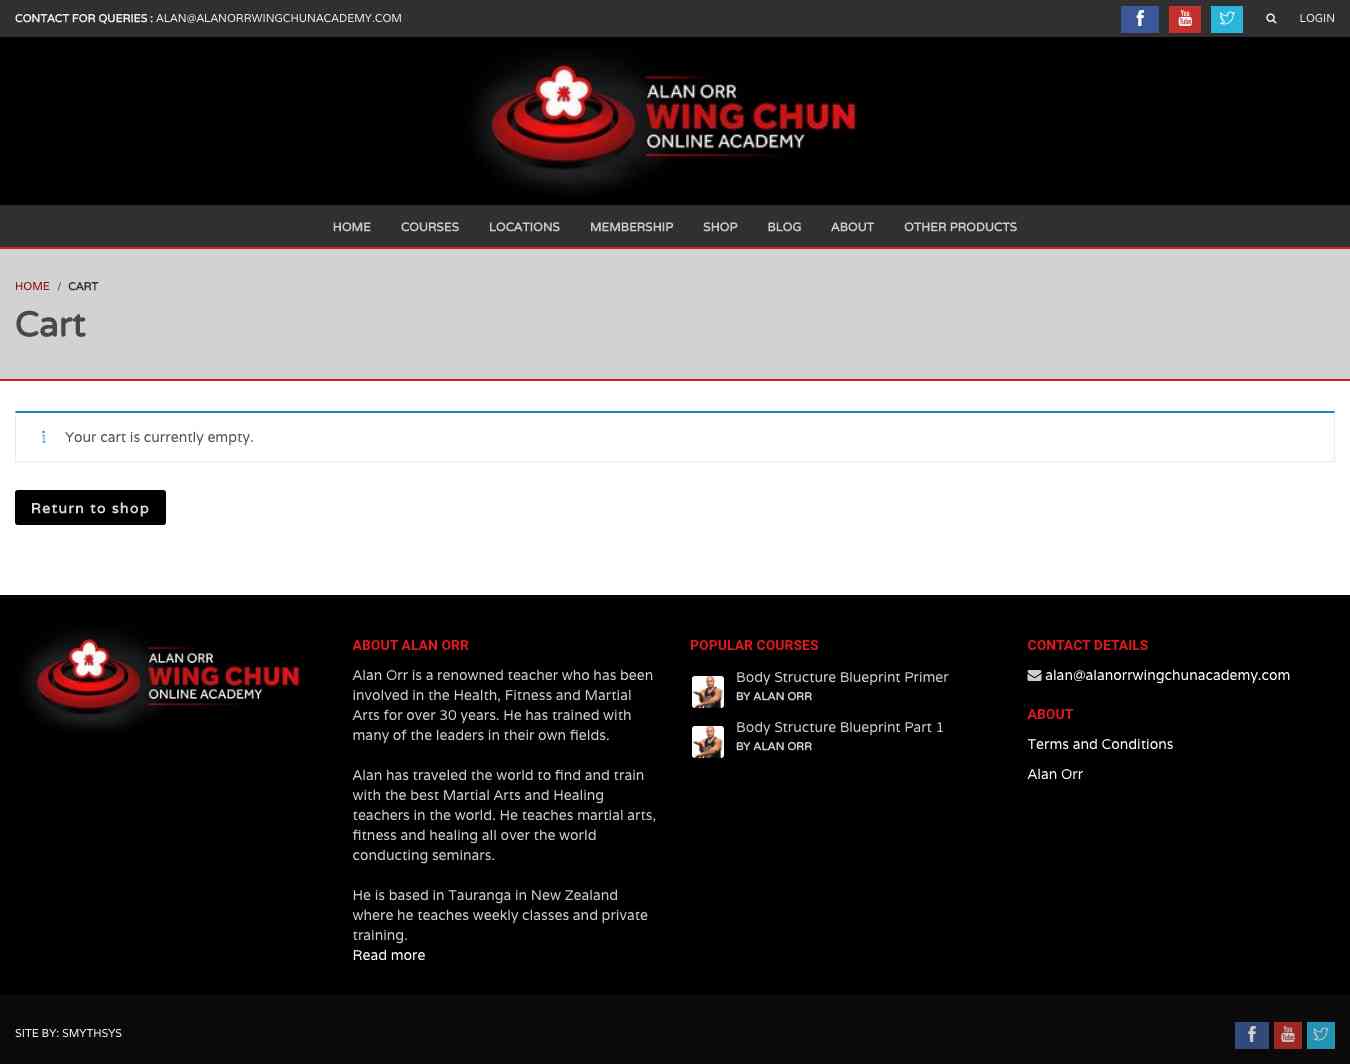 CONTACT FOR QUERIES : ALAN@ALANORRWINGCHUNACADEMY.COM
You Tube
LOGIN
ALAN ORR
WING CHUN
ONLINE ACADEMY
HOME COURSES LOCATIONS MEMBERSHIP SHOP BLOG ABOUT OTHER PRODUCTS
HOME / CART
Cart
Your cart is currently empty.
Return to shop
ALAN ORR
WING CHUN
ONLINE ACADEMY
ABOUT ALAN ORR
Alan Orr is a renowned teacher who has been
involved in the Health, Fitness and Martial
Arts for over 30 years. He has trained with
many of the leaders in their own fields.
Alan has traveled the world to find and train
with the best Martial Arts and Healing
teachers in the world. He teaches martial arts,
fitness and healing all over the world
conducting seminars.
He is based in Tauranga in New Zealand
where he teaches weekly classes and private
training.
Read more
POPULAR COURSES
Body Structure Blueprint Primer
BY ALAN ORR
Body Structure Blueprint Part 1
BY ALAN ORR
CONTACT DETAILS
alan@alanorrwingchunacademy.com
ABOUT
Terms and Conditions
Alan Orr
SITE BY: SMYTHSYS
You Tube